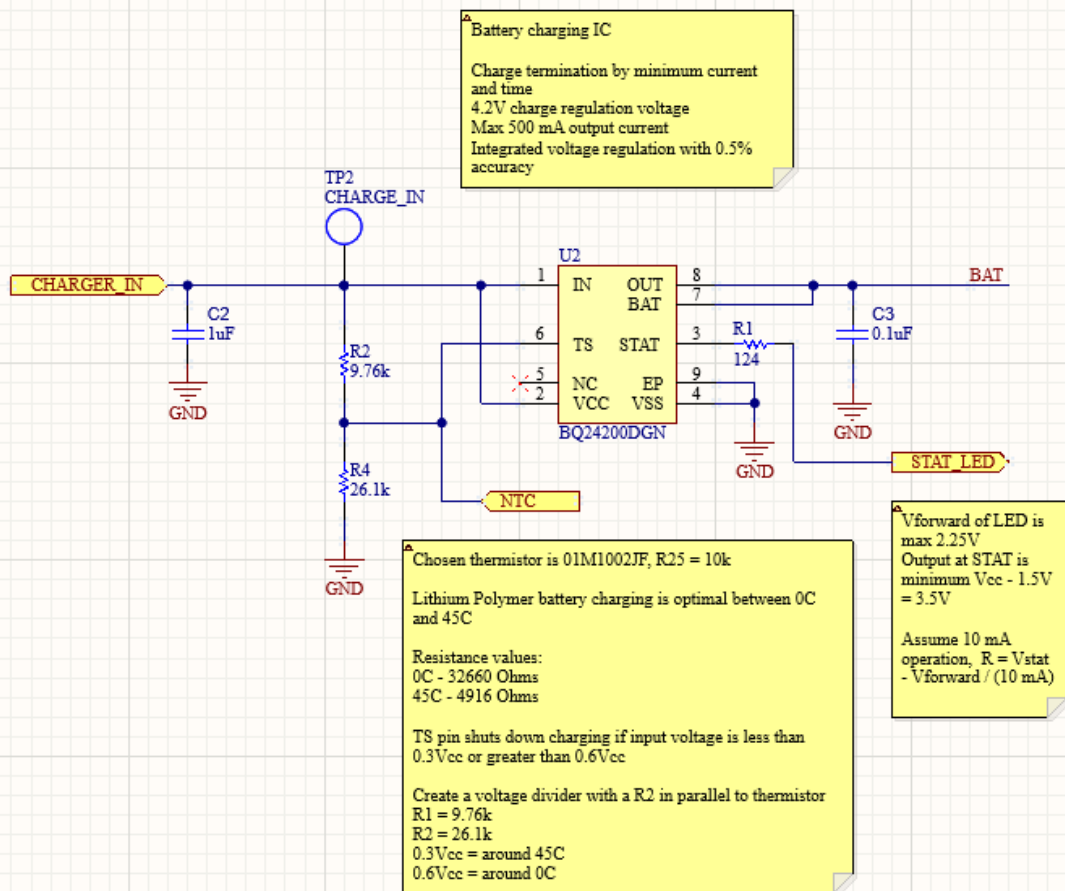 Battery charging IC
Charge termination by minimum current
and time
4.2V charge regulation voltage
Max 500 mA output current
Integrated voltage regulation with 0.5%
accuracy
TP2
CHARGE_IN
CHARGER_IN
C2
1uF
GND
R2
9.76k
R4
26.1k
GND
NTC
U2
1 IN OUT 8
BAT 7
6 TS STAT 3
5 NC EP 9
2 VCC VSS 4
BQ24200DGN
R1
124
GND
BAT
C3
0.1uF
GND
STAT_LED
Chosen thermistor is 01M1002JF, R25 = 10k
Lithium Polymer battery charging is optimal between 0C
and 45C
Resistance values:
0C - 32660 Ohms
45C - 4916 Ohms
TS pin shuts down charging if input voltage is less than
0.3Vcc or greater than 0.6Vcc
Create a voltage divider with a R2 in parallel to thermistor
R1 = 9.76k
R2 = 26.1k
0.3Vcc = around 45C
0.6Vcc = around 0C
Vforward of LED is
max 2.25V
Output at STAT is
minimum Vcc - 1.5V
= 3.5V
Assume 10 mA
operation, R = Vstat
- Vforward / (10 mA)